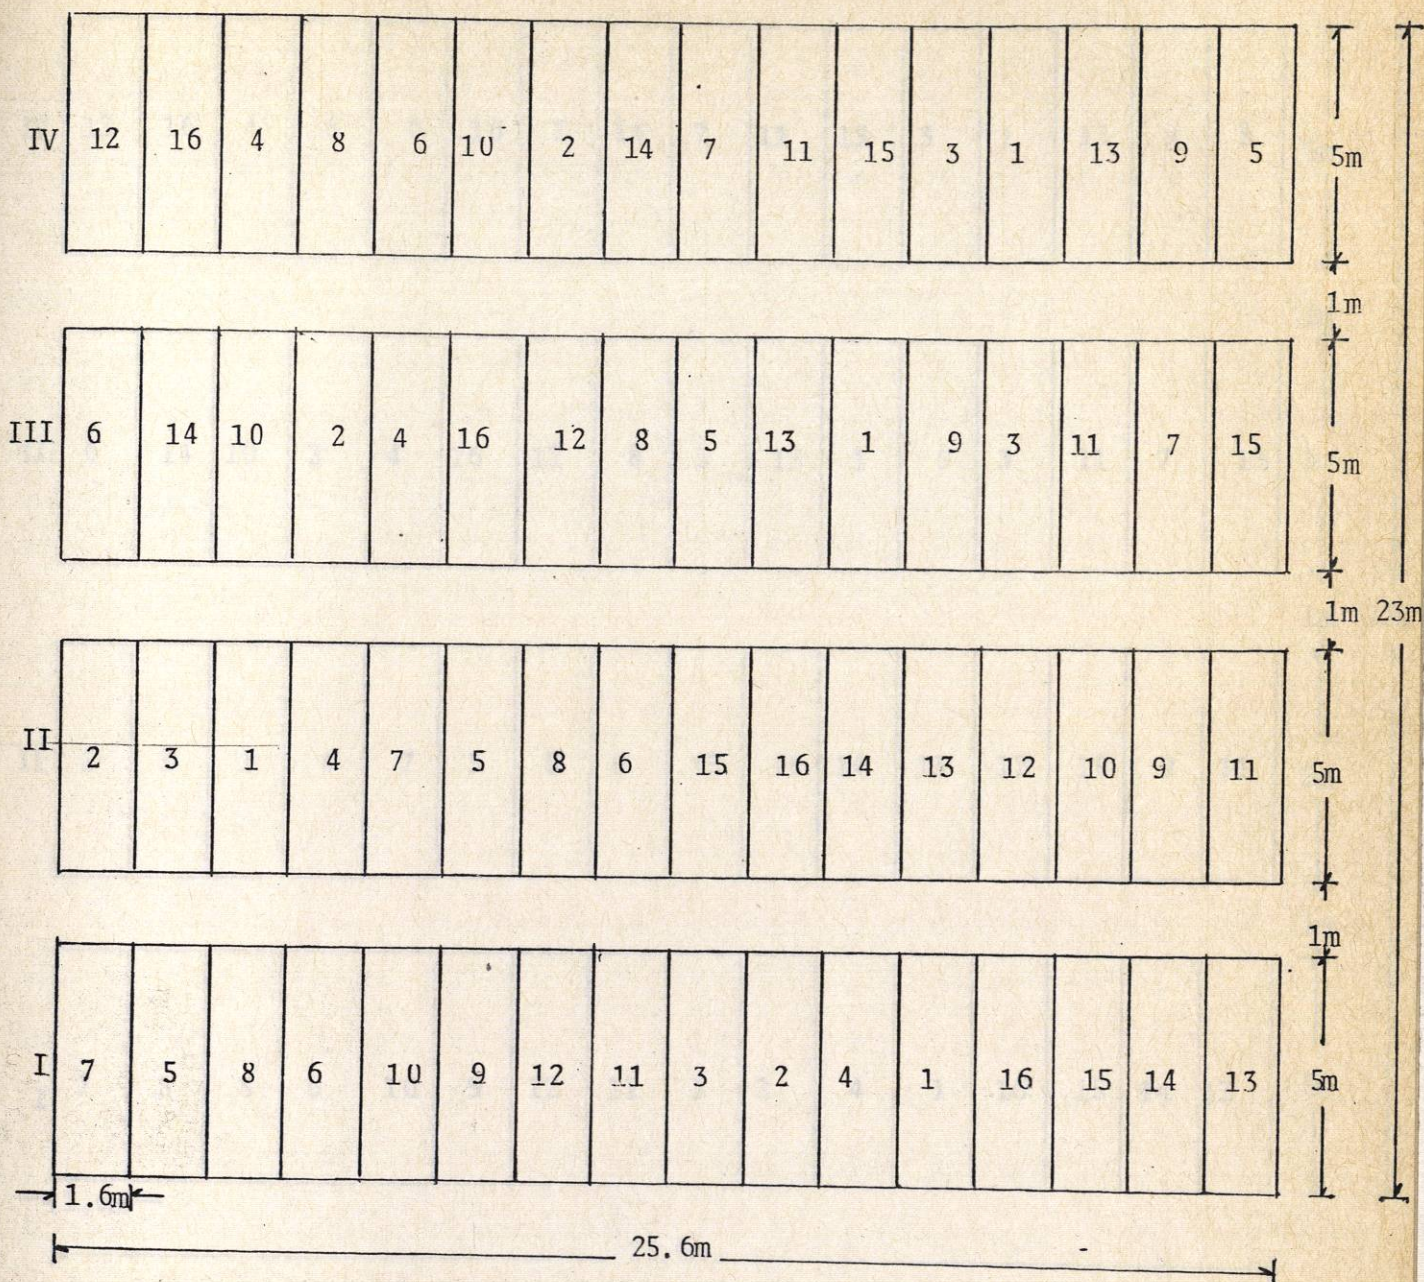 IV 12 16 4 8 6 10 2 14 7 11 15 3 1 13 9 5 5m
1m
III 6 14 10 2 4 16 12 8 5 13 1 9 3 11 7 15 5m
1m 23m
II 2 3 1 4 7 5 8 6 15 16 14 13 12 10 9 11 5m
1m
I 7 5 8 6 10 9 12 11 3 2 4 1 16 15 14 13 5m
1.6m
25.6m